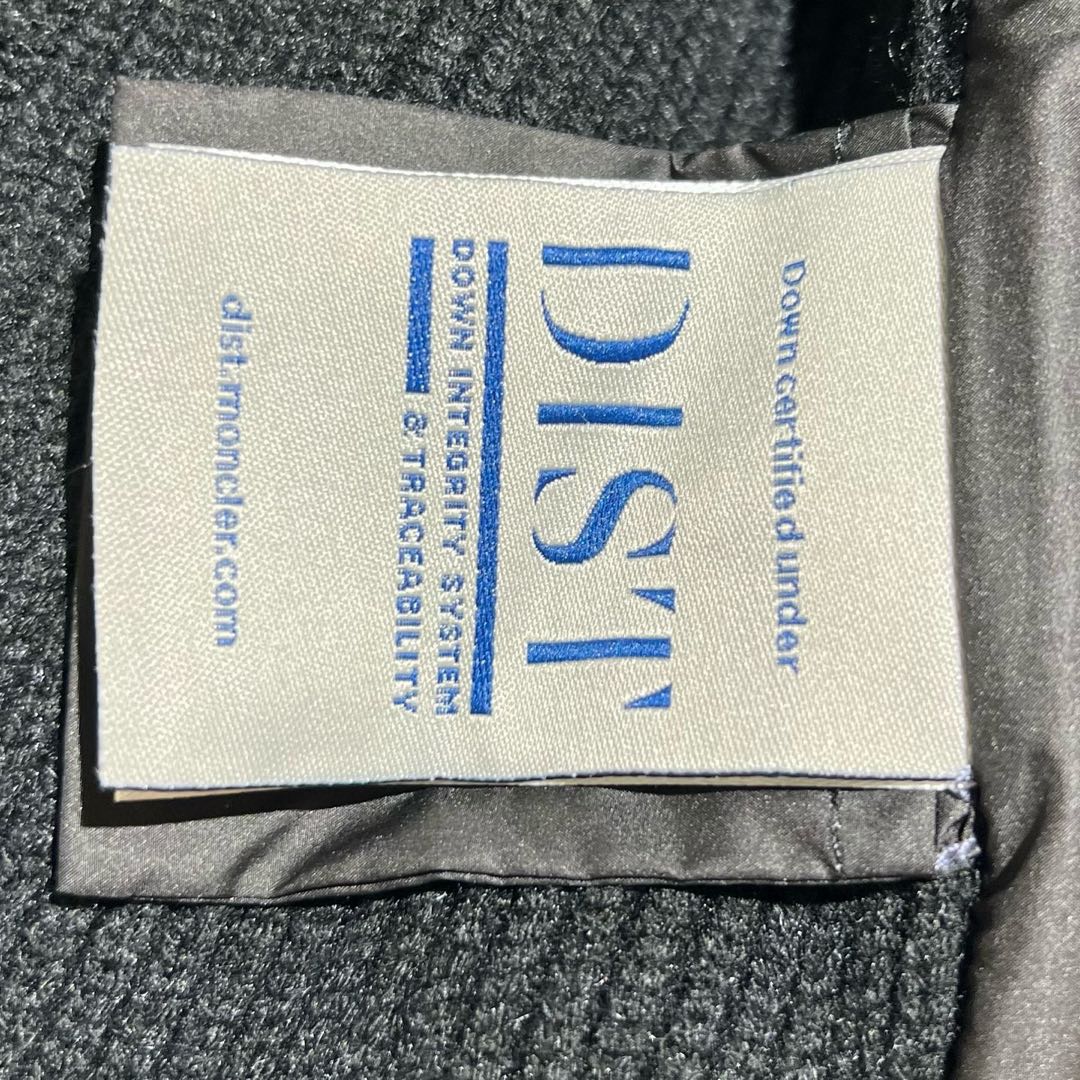 Down certified under
DIST
DOWN INTEGRITY SYSTEM
& TRACEABILITY
dist.moncler.com